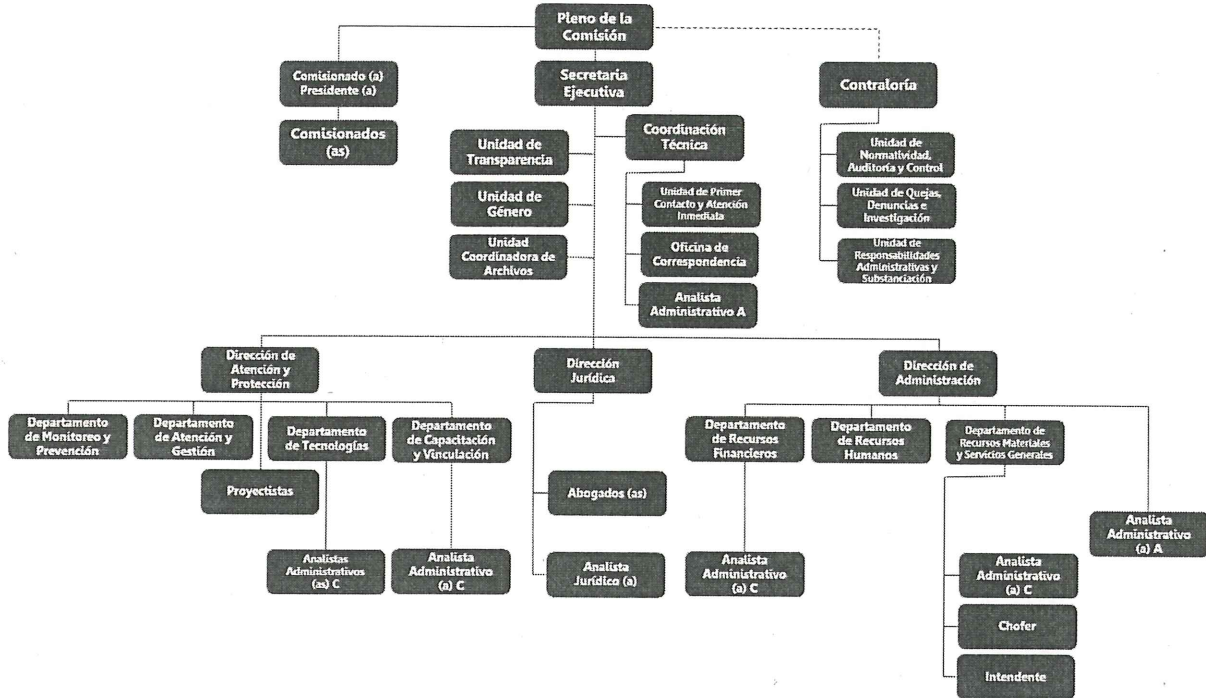 Pleno de la
Comisión
Comisionado (a)
Presidente (a)
Comisionados
(as)
Secretaria
Ejecutiva
Contraloría
Unidad de
Transparencia
Unidad de
Género
Unidad
Coordinadora de
Archivos
Coordinación
Técnica
Unidad de Primer
Contacto y Atención
Inmediata
Oficina de
Correspondencia
Analista
Administrativo A
Unidad de
Normatividad,
Auditoría y Control
Unidad de Quejas,
Denuncias e
Investigación
Unidad de
Responsabilidades
Administrativas y
Substanciación
Dirección de
Atención y
Protección
Dirección
Jurídica
Dirección de
Administración
Departamento
de Monitoreo y
Prevención
Departamento
de Atención y
Gestión
Departamento
de Tecnologías
Departamento
de Capacitación
y Vinculación
Proyectistas
Analistas
Administrativos
(as) C
Analista
Administrativo
(a) C
Abogados (as)
Analista
Jurídico (a)
Departamento
de Recursos
Financieros
Departamento
de Recursos
Humanos
Departamento de
Recursos Materiales
y Servicios Generales
Analista
Administrativo
(a) C
Analista
Administrativo
(a) A
Analista
Administrativo
(a) C
Chofer
Intendente